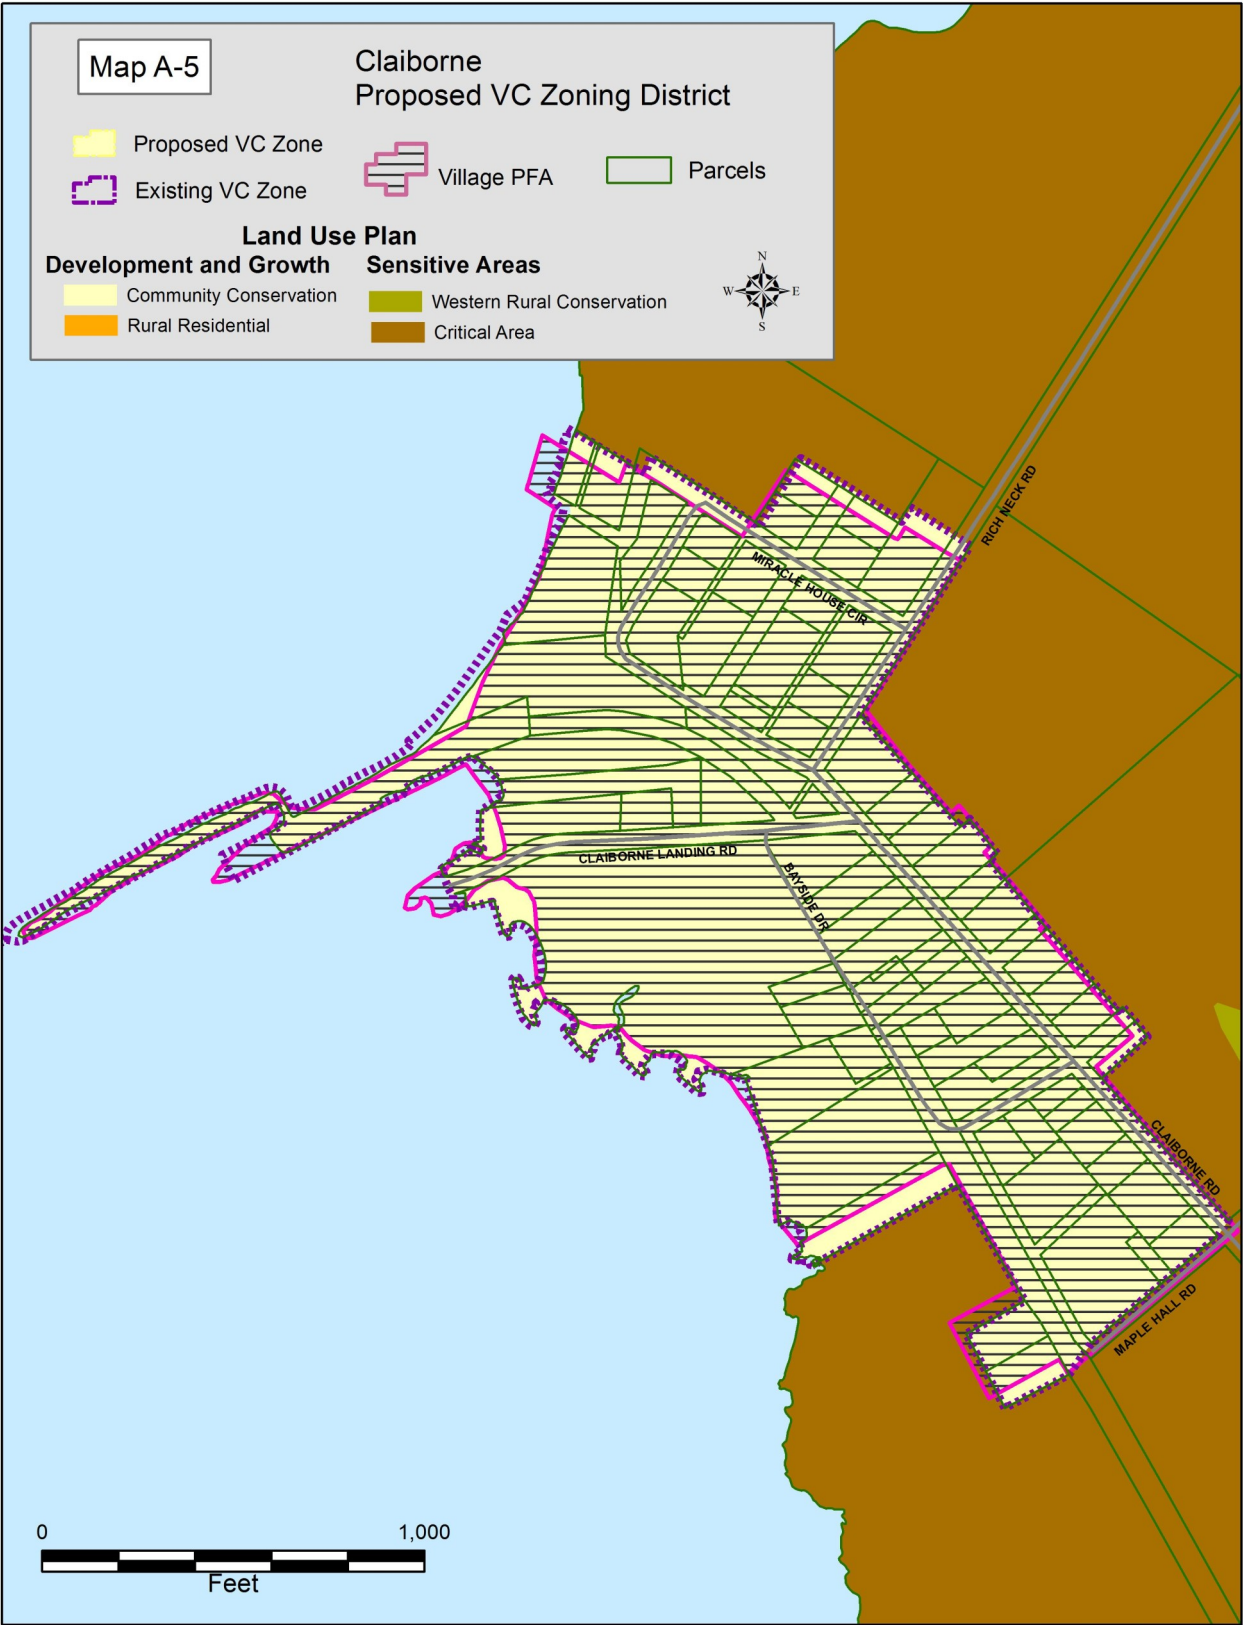 Map A-5
Claiborne
Proposed VC Zoning District
Proposed VC Zone
Existing VC Zone
Village PFA
Parcels
Land Use Plan
Development and Growth
Sensitive Areas
Community Conservation
Rural Residential
Western Rural Conservation
Critical Area
N
W
E
S
RICH NECK RD
MIRACLE HOUSE CIR
CLAIBORNE LANDING RD
BAYSIDE DR
CLAIBORNE RD
MAPLE HALL RD
0
1,000
Feet